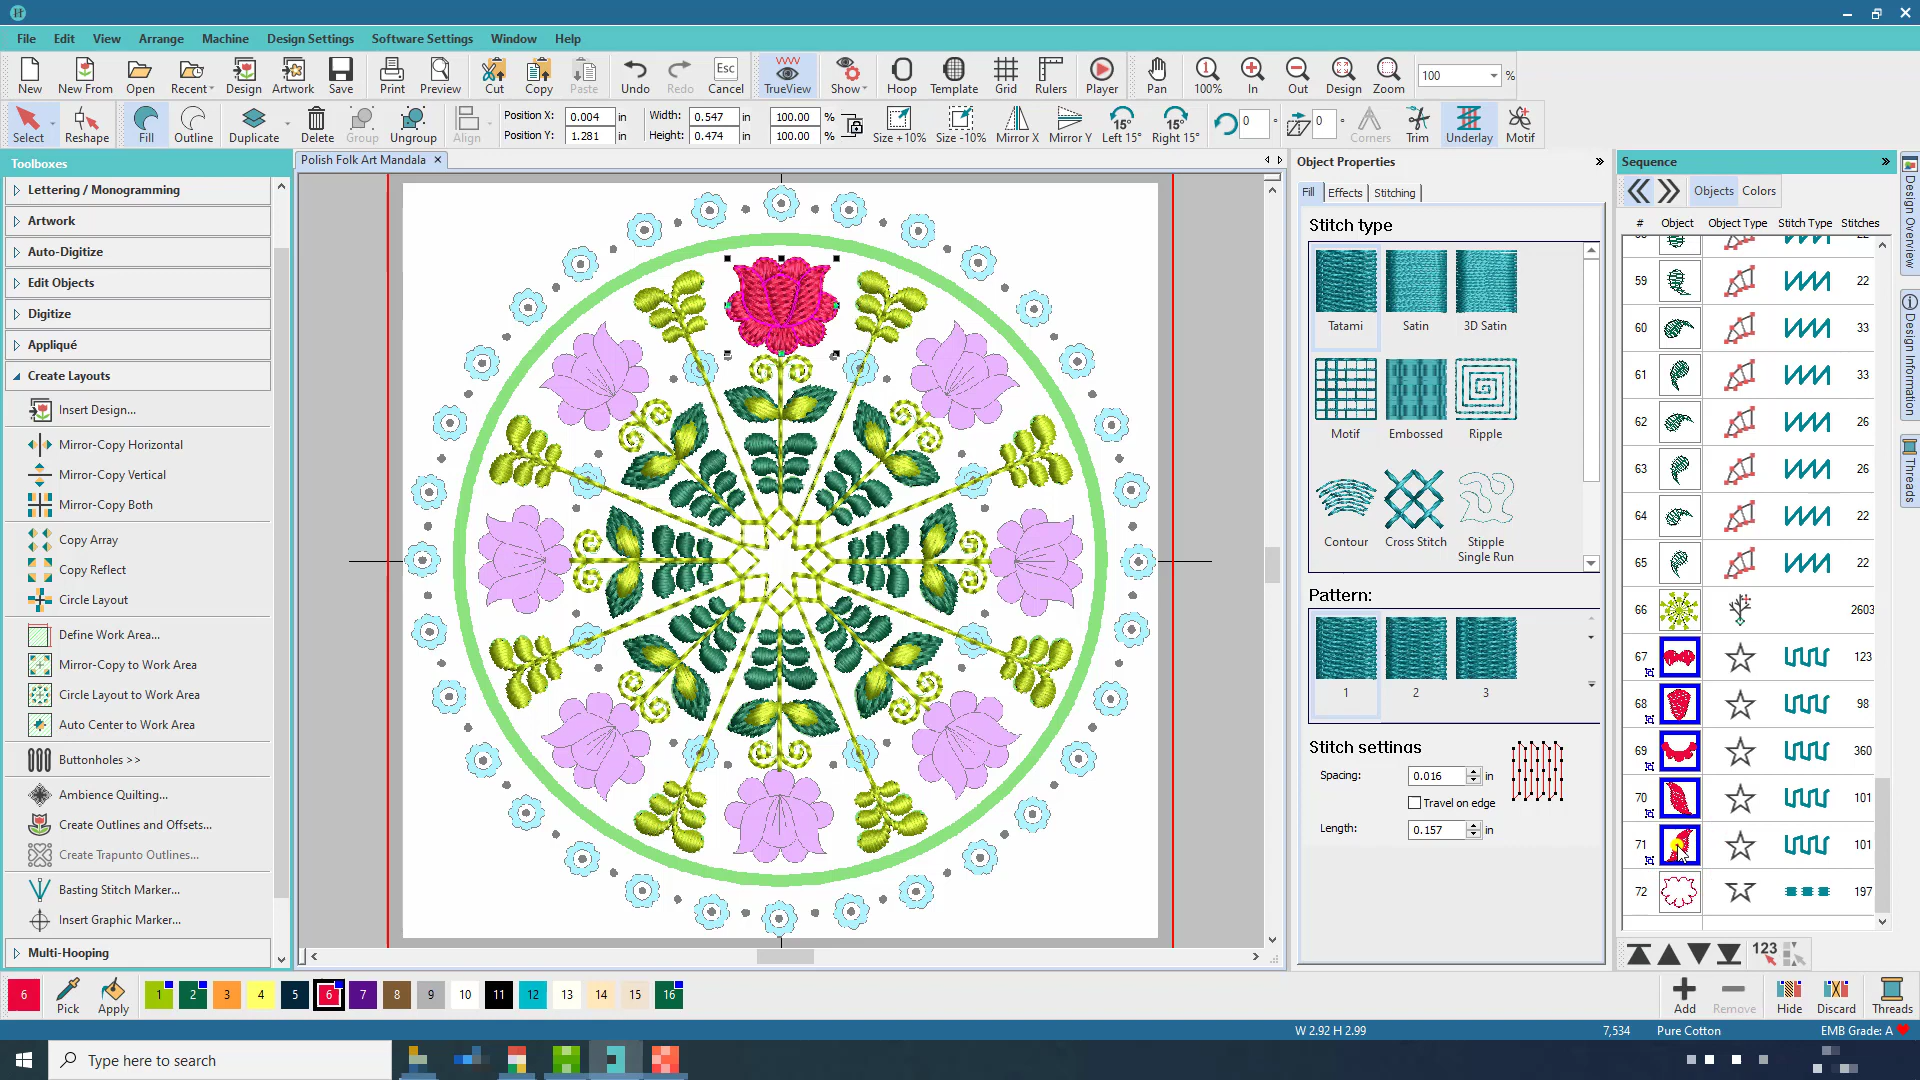 File Edit View Arrange Machine Design Settings Software Settings Window Help
New New From Open Recent Design Artwork Save Print Preview Cut Copy Paste Undo Redo Esc Cancel TrueView Show Hoop Template Grid Rulers Player Pan 1 100% In Out Design Zoom 100 %
Select Reshape Fill Outline Duplicate Delete Group Ungroup Align Position X: 0.004 in Width: 0.547 in 100.00 % Size +10% Size -10% Mirror X Mirror Y 15° Left 15° 15° Right 15° 0 ° 0 ° Corners Trim Underlay Motif
Position Y: 1.281 in Height: 0.474 in 100.00 %
Toolboxes
Lettering / Monogramming
Artwork
Auto-Digitize
Edit Objects
Digitize
Appliqué
Create Layouts
Insert Design...
Mirror-Copy Horizontal
Mirror-Copy Vertical
Mirror-Copy Both
Copy Array
Copy Reflect
Circle Layout
Define Work Area...
Mirror-Copy to Work Area
Circle Layout to Work Area
Auto Center to Work Area
Buttonholes >>
Ambience Quilting...
Create Outlines and Offsets...
Create Trapunto Outlines...
Basting Stitch Marker...
Insert Graphic Marker...
Multi-Hooping
Polish Folk Art Mandala
Object Properties
Fill Effects Stitching
Stitch type
Tatami Satin 3D Satin
Motif Embossed Ripple
Contour Cross Stitch Stipple Single Run
Pattern:
1 2 3
Stitch settings
Spacing: 0.016 in
Travel on edge
Length: 0.157 in
Sequence
Objects Colors
# Object Object Type Stitch Type Stitches
59 22
60 33
61 33
62 26
63 26
64 22
65 22
66 2603
67 123
68 98
69 360
70 101
71 101
72 197
123
Design Overview
Design Information
Threads
6 Pick Apply 1 2 3 4 5 6 7 8 9 10 11 12 13 14 15 16
Add Remove Hide Discard Threads
W 2.92 H 2.99 7,534 Pure Cotton EMB Grade: A
Type here to search